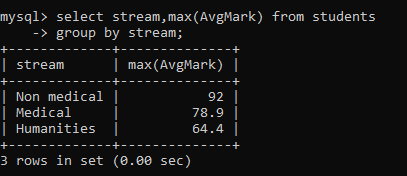 mysql> select stream,max(AvgMark) from students
    -> group by stream;
+-------------+--------------+
| stream      | max(AvgMark) |
+-------------+--------------+
| Non medical |           92 |
| Medical     |         78.9 |
| Humanities  |         64.4 |
+-------------+--------------+
3 rows in set (0.00 sec)